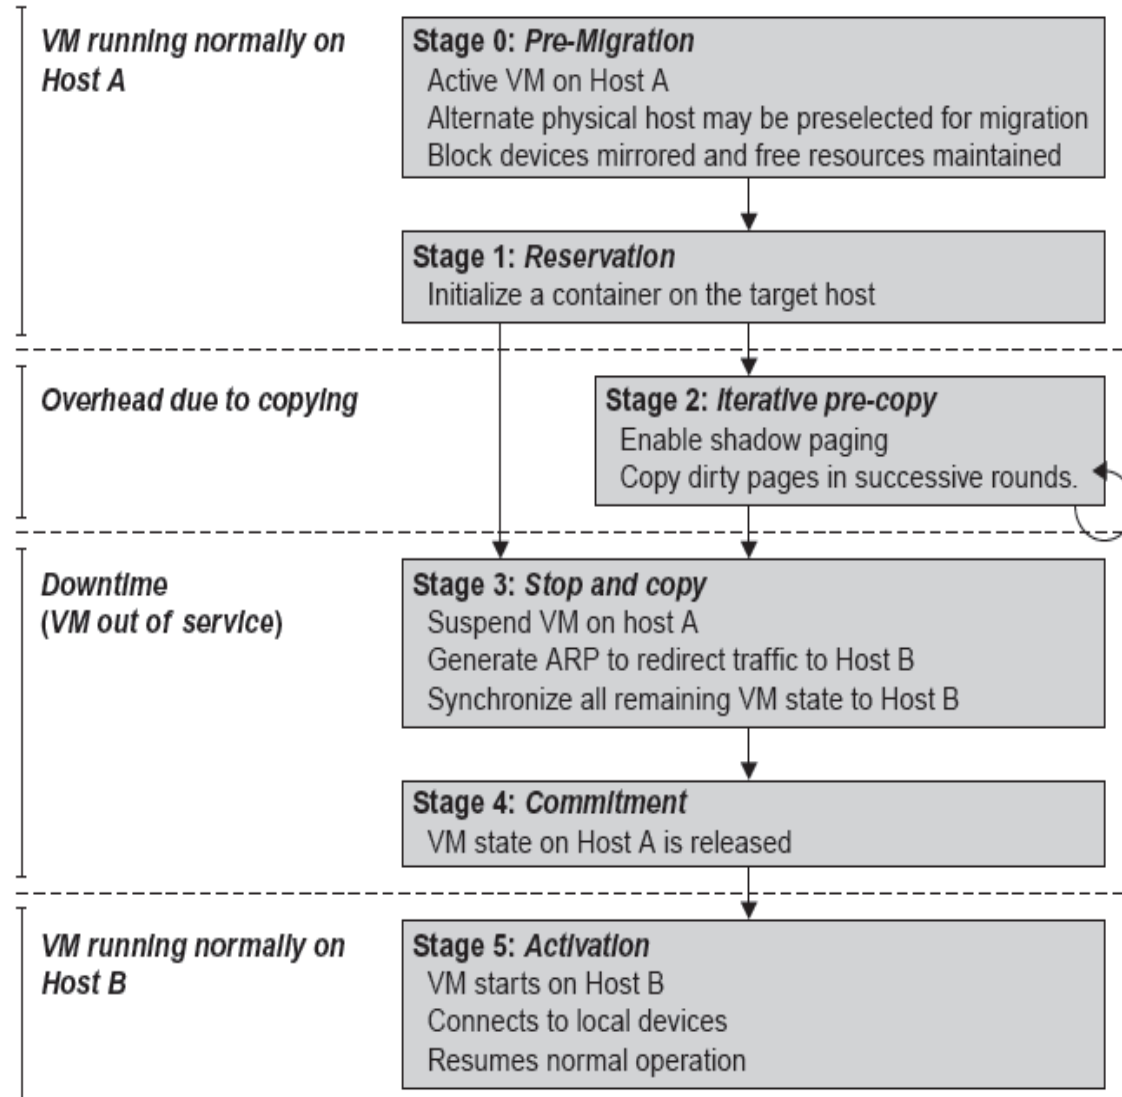 VM running normally on
Host A
Stage 0: Pre-Migration
Active VM on Host A
Alternate physical host may be preselected for migration
Block devices mirrored and free resources maintained
Stage 1: Reservation
Initialize a container on the target host
Overhead due to copying
Stage 2: Iterative pre-copy
Enable shadow paging
Copy dirty pages in successive rounds.
Downtime
(VM out of service)
Stage 3: Stop and copy
Suspend VM on host A
Generate ARP to redirect traffic to Host B
Synchronize all remaining VM state to Host B
Stage 4: Commitment
VM state on Host A is released
VM running normally on
Host B
Stage 5: Activation
VM starts on Host B
Connects to local devices
Resumes normal operation